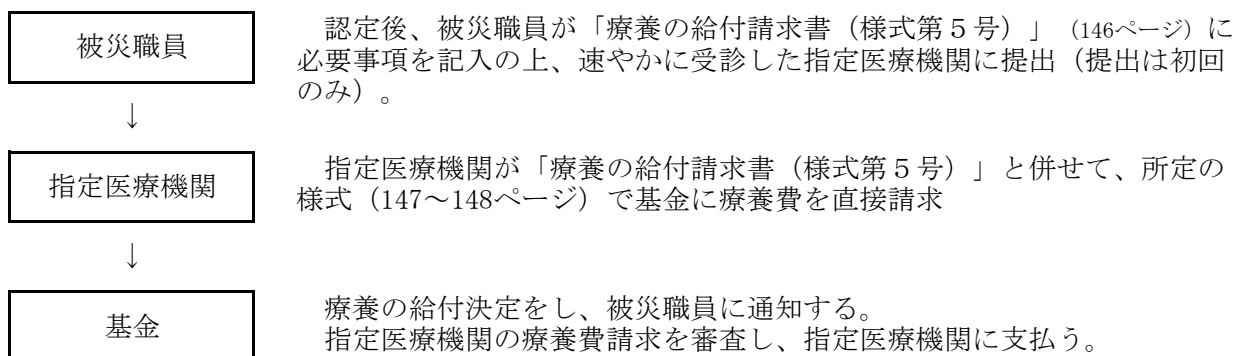 被災職員
認定後、被災職員が「療養の給付請求書(様式第5号)」(146ページ)に
必要事項を記入の上、速やかに受診した指定医療機関に提出(提出は初回
のみ)。
↓
指定医療機関
指定医療機関が「療養の給付請求書(様式第5号)」と併せて、所定の
様式(147~148ページ)で基金に療養費を直接請求
↓
基金
療養の給付決定をし、被災職員に通知する。
指定医療機関の療養費請求を審査し、指定医療機関に支払う。